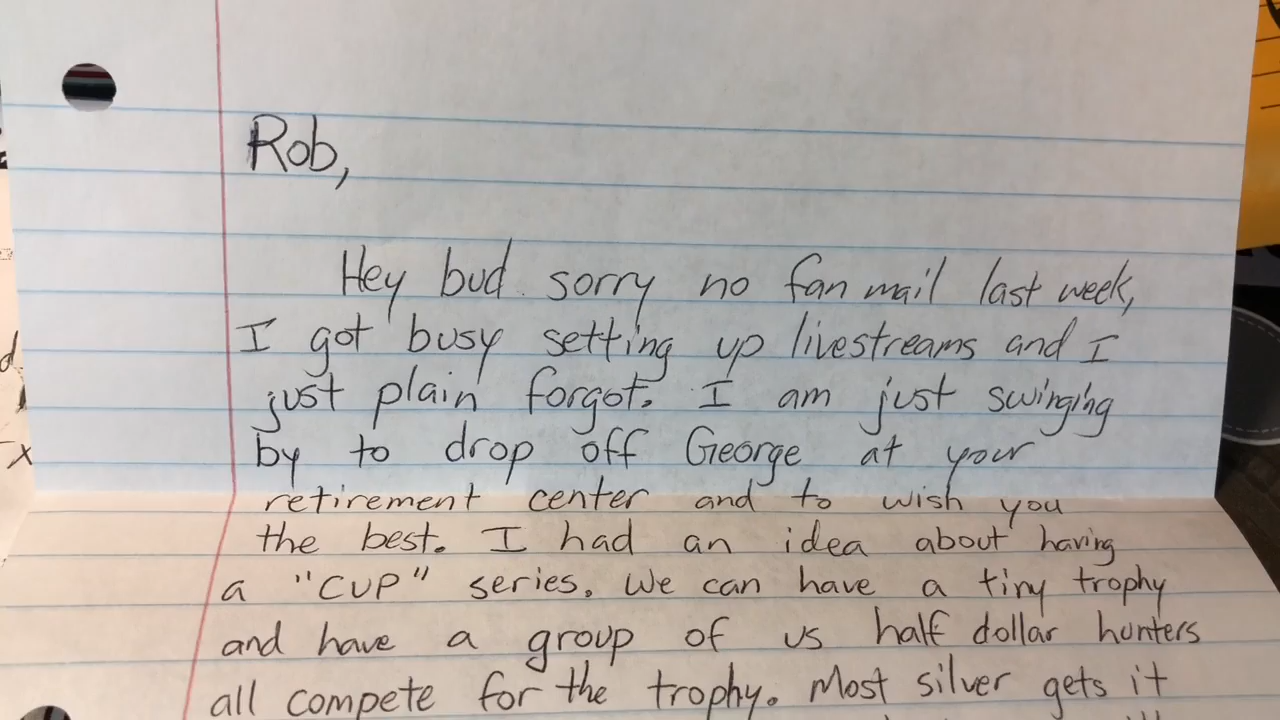 Rob,
Hey bud sorry no fan mail last week,
I got busy setting up livestreams and I
just plain forgot. I am just swinging
by to drop off George at your
retirement center and to wish you
the best. I had an idea about having
a "CUP" series. We can have a tiny trophy
and have a group of us half dollar hunters
all compete for the trophy. Most silver gets it